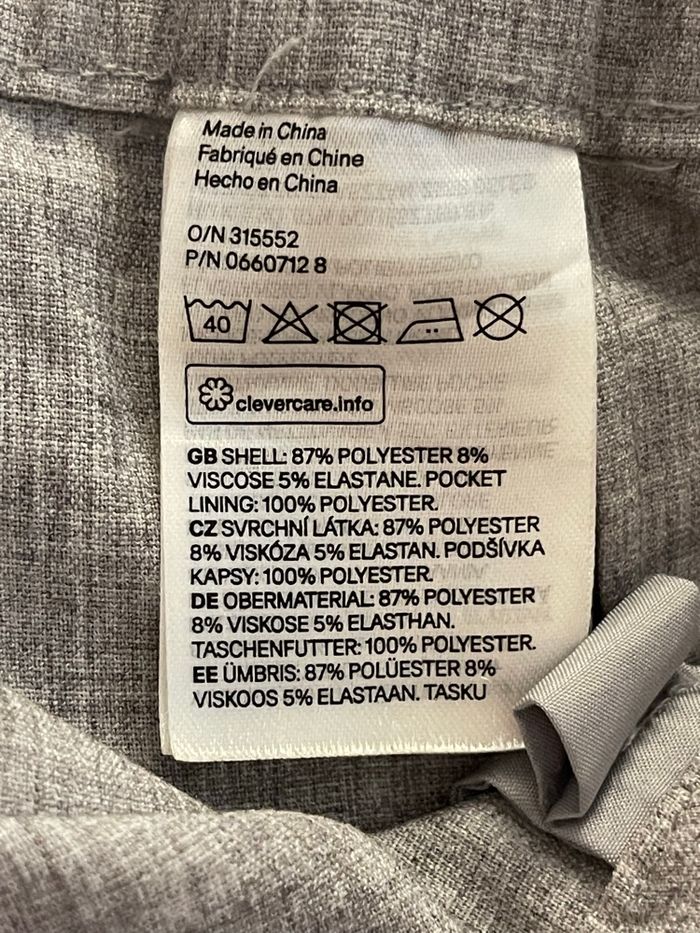 Made in China
Fabriqué en Chine
Hecho en China
O/N 315552
P/N 0660712 8
40
clevercare.info
GB SHELL: 87% POLYESTER 8%
VISCOSE 5% ELASTANE. POCKET
LINING: 100% POLYESTER.
CZ SVRCHNÍ LÁTKA: 87% POLYESTER
8% VISKÓZA 5% ELASTAN. PODŠÍVKA
KAPSY: 100% POLYESTER.
DE OBERMATERIAL: 87% POLYESTER
8% VISKOSE 5% ELASTHAN.
TASCHENFUTTER: 100% POLYESTER.
EE ÜMBRIS: 87% POLÜESTER 8%
VISKOOS 5% ELASTAAN. TASKU